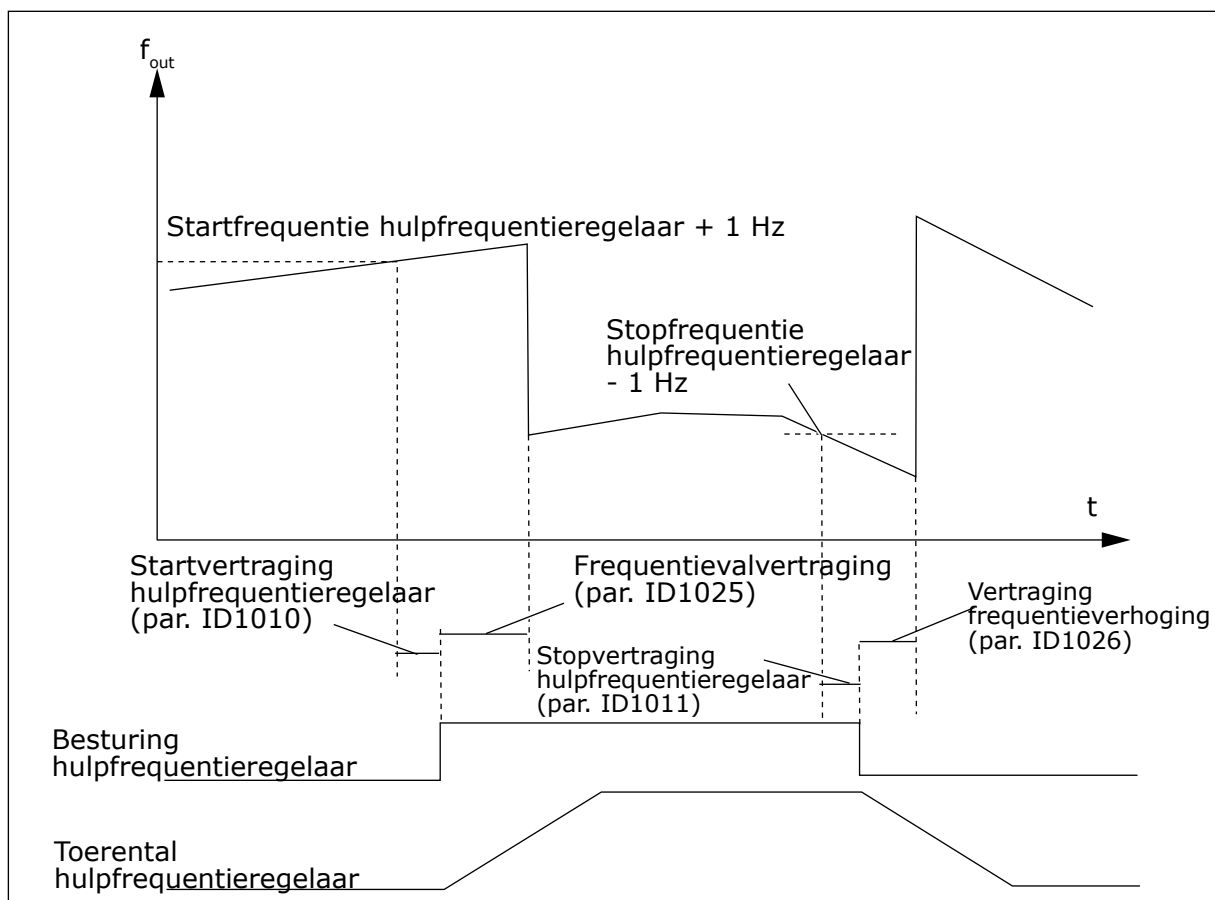 f out
Startfrequentie hulpfrequentieregelaar + 1 Hz
Stopfrequentie
hulpfrequentieregelaar
- 1 Hz
t
Startvertraging
hulpfrequentieregelaar
(par. ID1010)
Frequentievalvertraging
(par. ID1025)
Vertraging
frequentieverhoging
(par. ID1026)
Stopvertraging
hulpfrequentieregelaar
(par. ID1011)
Besturing
hulpfrequentieregelaar
Toerental
hulpfrequentieregelaar